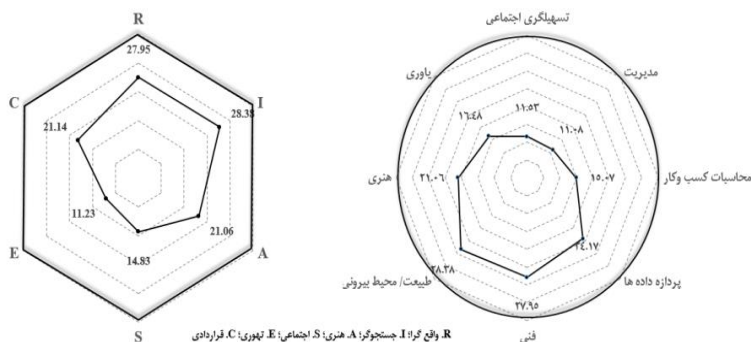 R
27.95
I
28.38
A
21.06
S
14.83
E
11.23
C
21.14
تسهیلگری اجتماعی
۱۱.۵۳
مدیریت
۱۱.۰۸
محاسبات کسب وکار
۱۵.۰۷
پردازه داده ها
۲۴.۱۷
فنی
۲۷.۹۵
طبیعت/ محیط بیرونی
۲۸.۳۸
هنری
۲۱.۰۶
یاوری
۱۶.۴۸
R. واقع گرا؛ I. جستجوگر؛ A. هنری؛ S. اجتماعی؛ E. تهوری؛ C. قراردادی